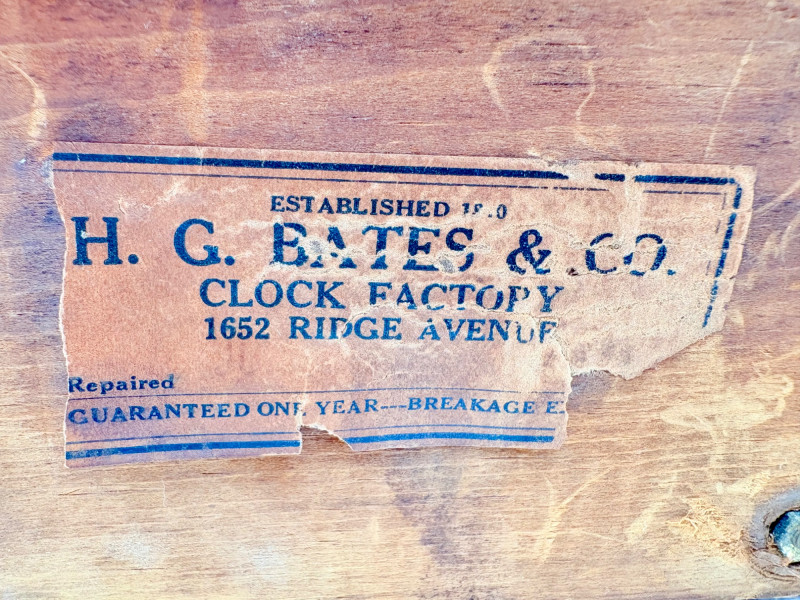 ESTABLISHED
H. G. BATES & CO.
CLOCK FACTORY
1652 RIDGE AVENUE
Repaired
GUARANTEED ONE YEAR---BREAKAGE